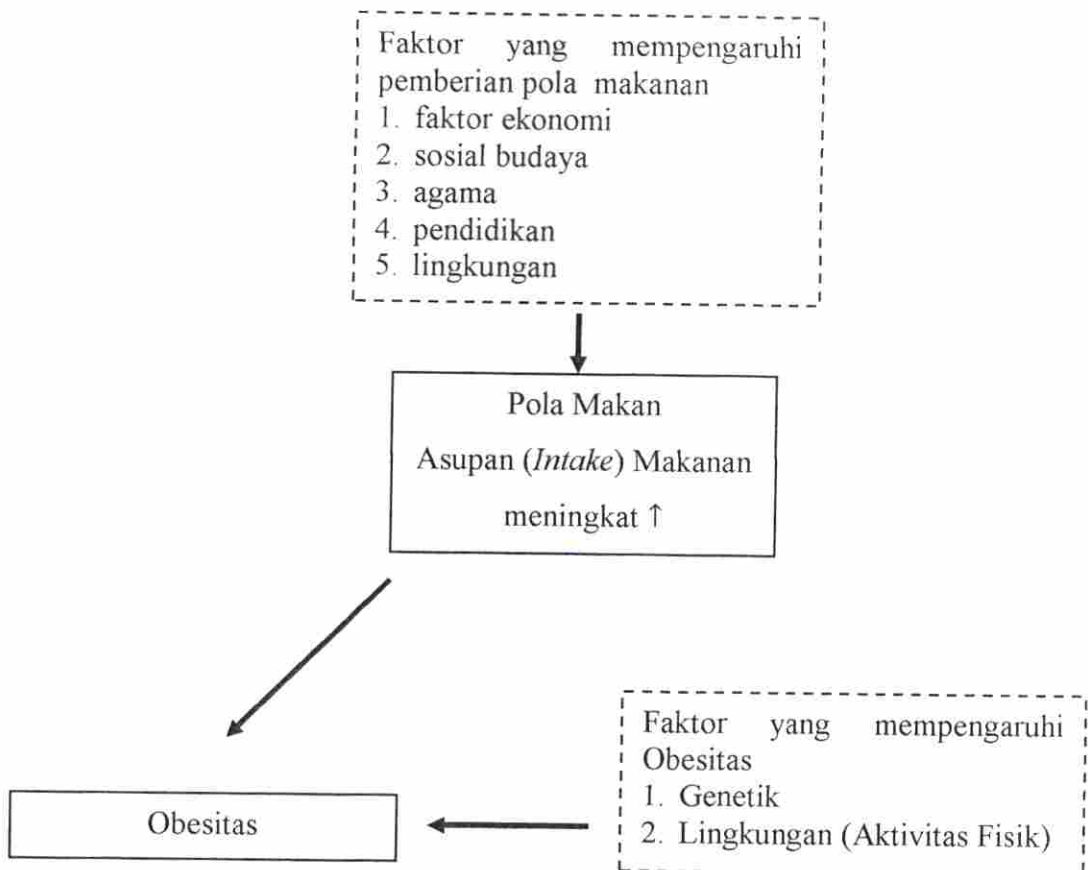 Faktor yang mempengaruhi
pemberian pola makanan
1. faktor ekonomi
2. sosial budaya
3. agama
4. pendidikan
5. lingkungan
Pola Makan
Asupan (Intake) Makanan
meningkat ↑
Faktor yang mempengaruhi
Obesitas
1. Genetik
2. Lingkungan (Aktivitas Fisik)
Obesitas